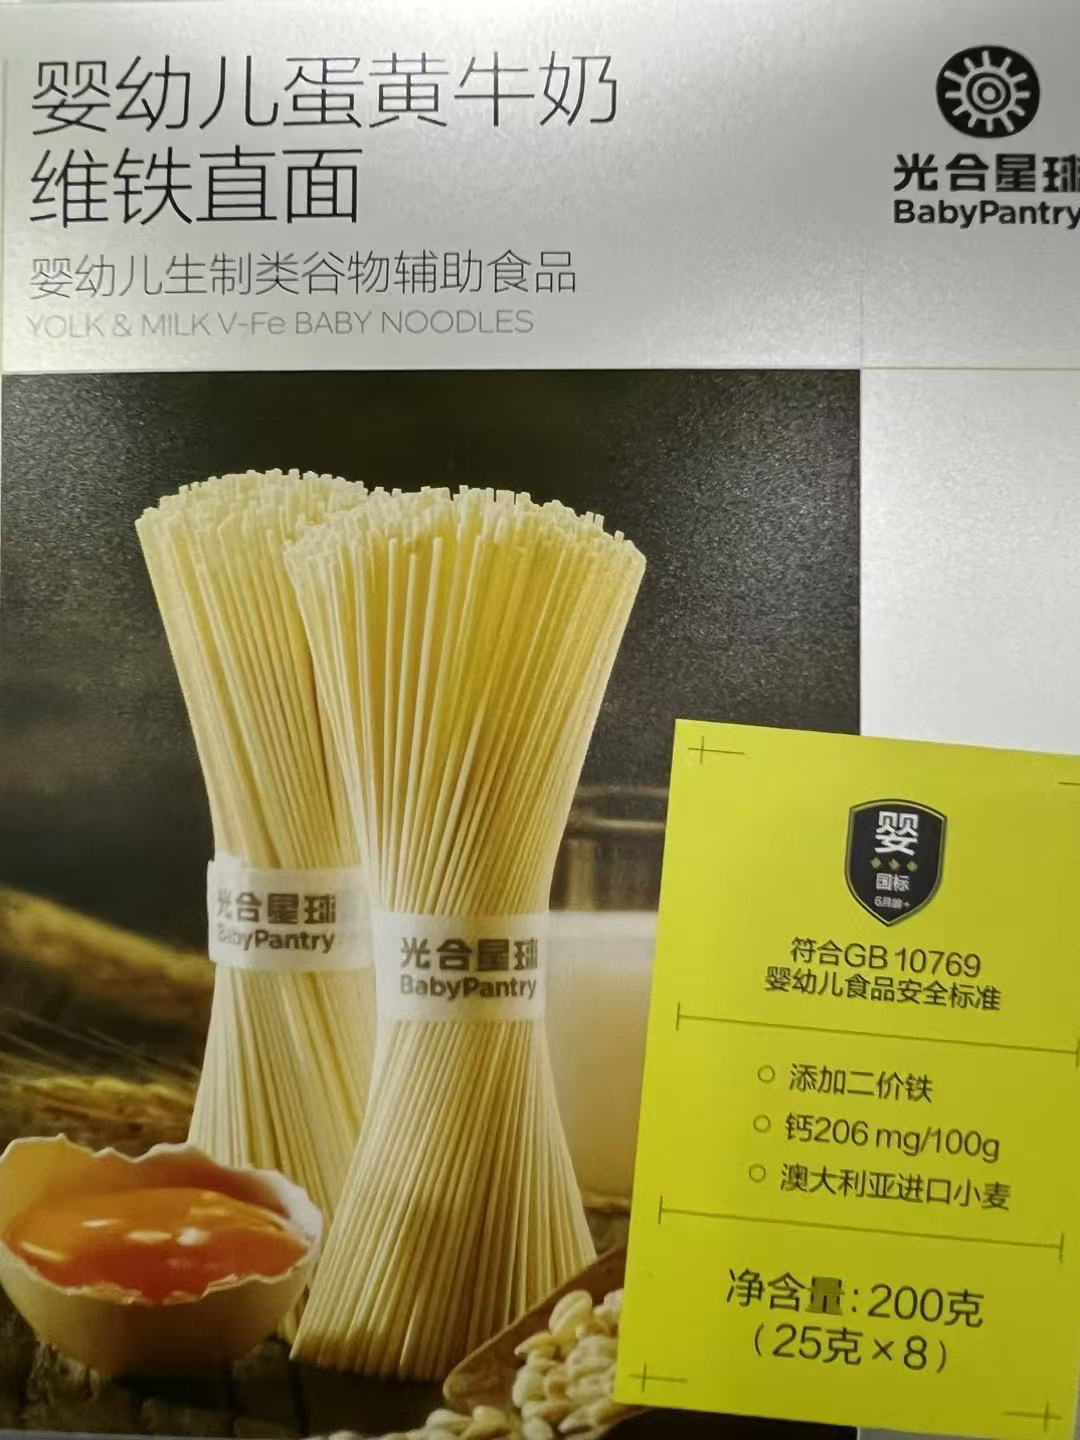 婴幼儿蛋黄牛奶
维铁直面
婴幼儿生制类谷物辅助食品
YOLK & MILK V-Fe BABY NOODLES
光合星球
BabyPantry
光合星球
BabyPantry
光合星球
BabyPantry
婴
国标
6月龄+
符合GB 10769
婴幼儿食品安全标准
添加二价铁
钙206 mg/100g
澳大利亚进口小麦
净含量:200克
(25克×8)